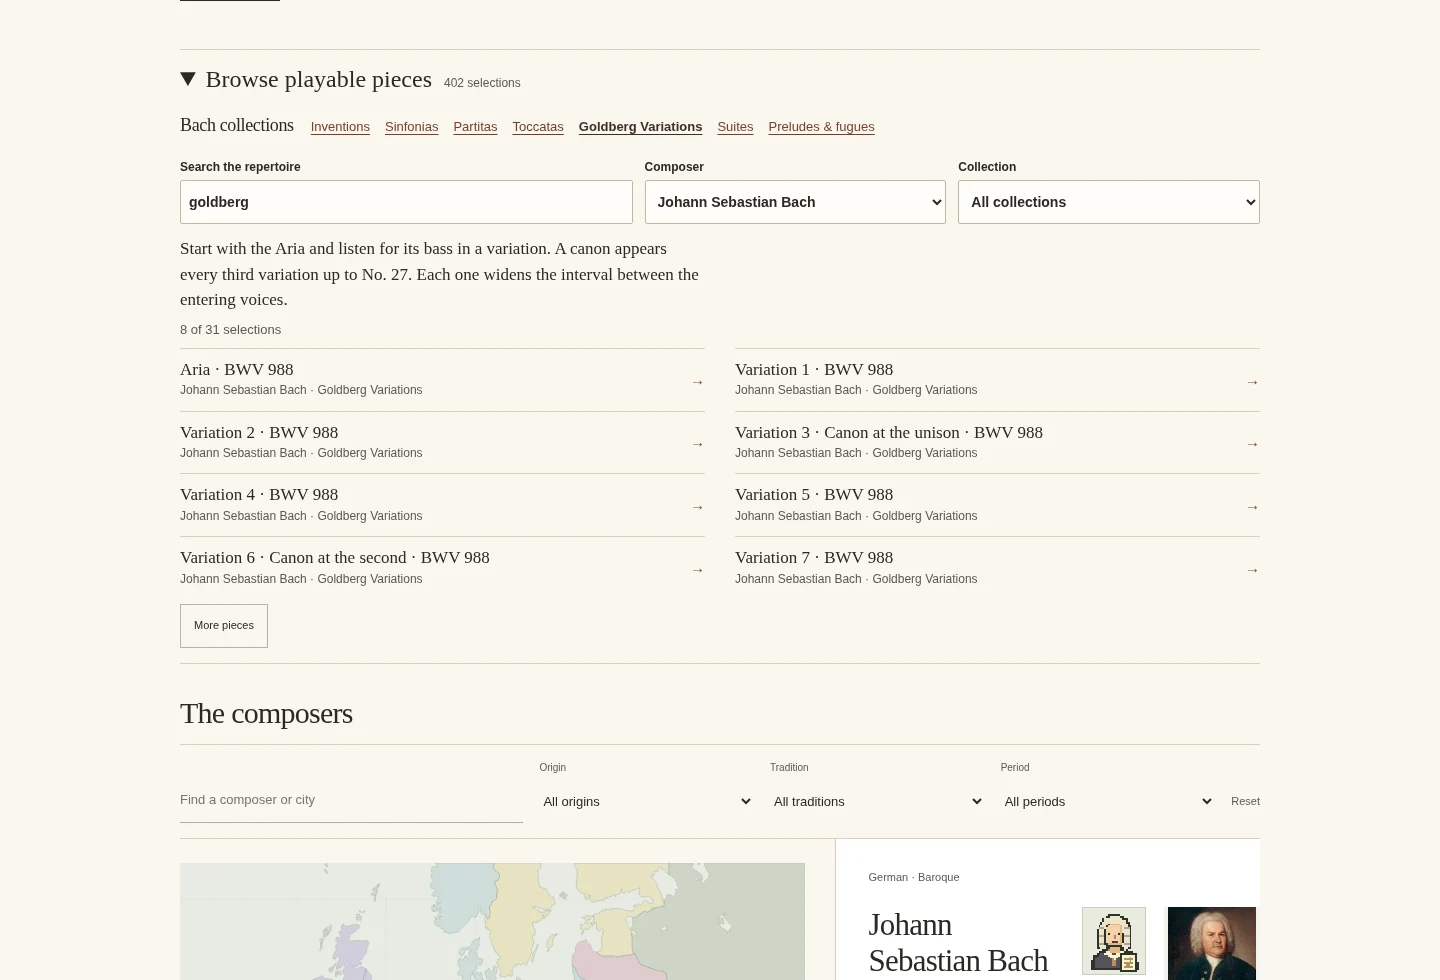 Browse playable pieces 402 selections
Bach collections Inventions Sinfonias Partitas Toccatas Goldberg Variations Suites Preludes & fugues
Search the repertoire Composer Collection
goldberg Johann Sebastian Bach All collections
Start with the Aria and listen for its bass in a variation. A canon appears
every third variation up to No. 27. Each one widens the interval between the
entering voices.
8 of 31 selections
Aria · BWV 988
Johann Sebastian Bach · Goldberg Variations
→
Variation 1 · BWV 988
Johann Sebastian Bach · Goldberg Variations
→
Variation 2 · BWV 988
Johann Sebastian Bach · Goldberg Variations
→
Variation 3 · Canon at the unison · BWV 988
Johann Sebastian Bach · Goldberg Variations
→
Variation 4 · BWV 988
Johann Sebastian Bach · Goldberg Variations
→
Variation 5 · BWV 988
Johann Sebastian Bach · Goldberg Variations
→
Variation 6 · Canon at the second · BWV 988
Johann Sebastian Bach · Goldberg Variations
→
Variation 7 · BWV 988
Johann Sebastian Bach · Goldberg Variations
→
More pieces
The composers
Origin Tradition Period
Find a composer or city All origins All traditions All periods Reset
German · Baroque
Johann
Sebastian Bach